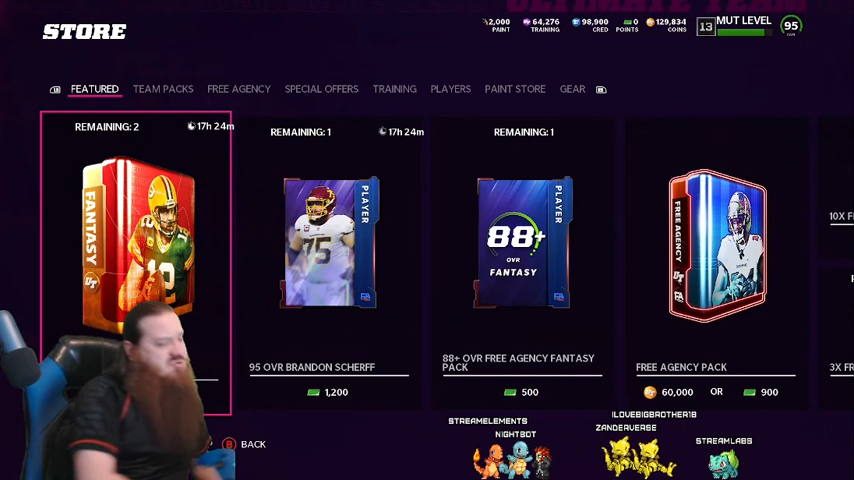 STORE
2,000 PAINT
64,276 TRAINING
98,900 CRED
0 POINTS
129,834 COINS
13 MUT LEVEL
95 OVR
FEATURED TEAM PACKS FREE AGENCY SPECIAL OFFERS TRAINING PLAYERS PAINT STORE GEAR
REMAINING: 2
17h 24m
FANTASY
UT
12
REMAINING: 1
17h 24m
PLAYER
75
95 OVR BRANDON SCHERFF
1,200
REMAINING: 1
PLAYER
88+
OVR
FANTASY
88+ OVR FREE AGENCY FANTASY
PACK
500
FREE AGENCY
UT
FREE AGENCY PACK
60,000 OR 900
10X F
3X F
B BACK
STREAMELEMENTS
NIGHTBOT
ILOVEBIGBROTHER18
ZANDERVERSE
STREAMLABS